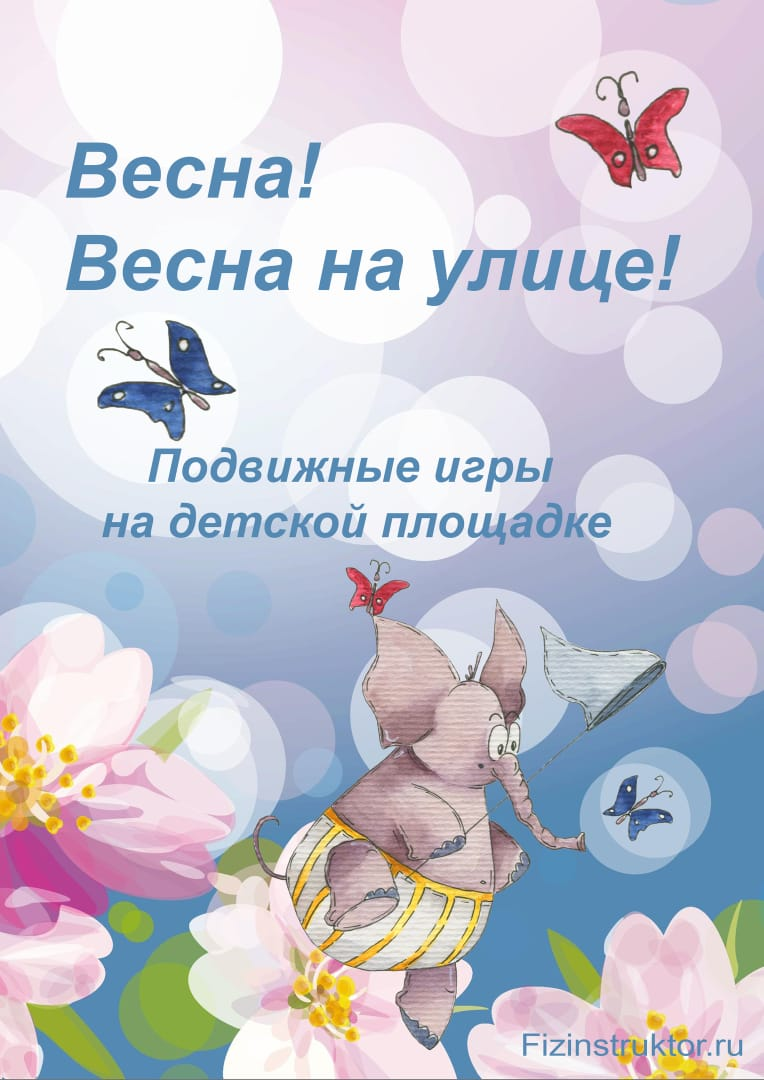 Весна!
Весна на улице!
Подвижные игры
на детской площадке
Fizinstruktor.ru